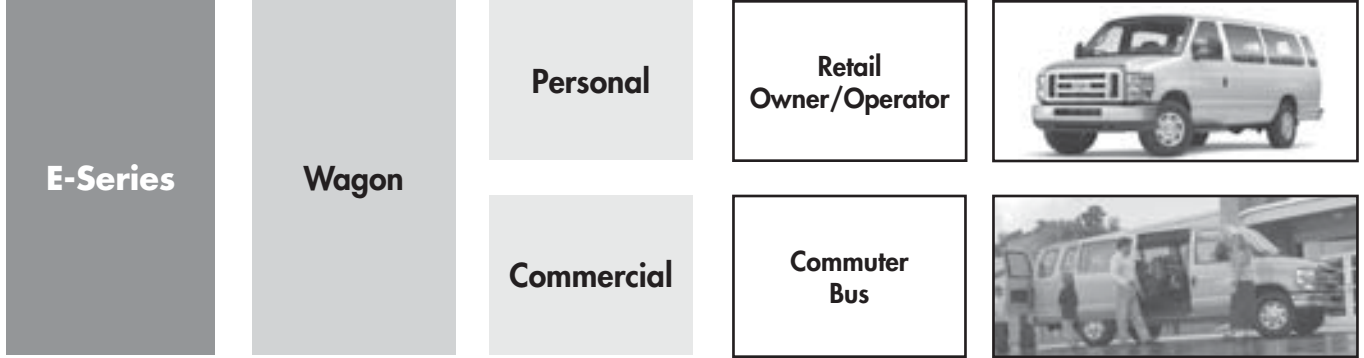 E-Series
Wagon
Personal
Retail
Owner/Operator
Commercial
Commuter
Bus